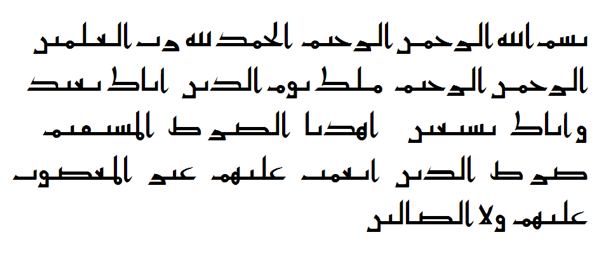 بسم الله الرحمن الرحيم الحمد لله رب العلمين
الرحمن الرحيم ملك يوم الدين اياك نعبد
و اياك نستعين اهدنا الصرط المستقيم
صرط الذين انعمت عليهم غير المغضوب
عليهم ولا الضالين